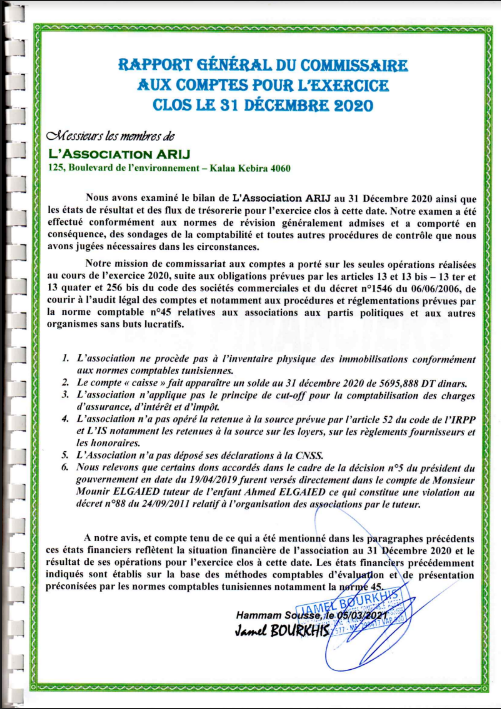 RAPPORT GÉNÉRAL DU COMMISSAIRE
AUX COMPTES POUR L'EXERCICE
CLOS LE 31 DÉCEMBRE 2020
Messieurs les membres de
L'ASSOCIATION ARIJ
125, Boulevard de l'environnement – Kalaa Kebira 4060
Nous avons examiné le bilan de L'Association ARIJ au 31 Décembre 2020 ainsi que
les états de résultat et des flux de trésorerie pour l'exercice clos à cette date. Notre examen a été
effectué conformément aux normes de révision généralement admises et a comporté en
conséquence, des sondages de la comptabilité et toutes autres procédures de contrôle que nous
avons jugées nécessaires dans les circonstances.
Notre mission de commissariat aux comptes a porté sur les seules opérations réalisées
au cours de l'exercice 2020, suite aux obligations prévues par les articles 13 et 13 bis – 13 ter et
13 quater et 256 bis du code des sociétés commerciales et du décret n°1546 du 06/06/2006, de
courir à l'audit légal des comptes et notamment aux procédures et réglementations prévues par
la norme comptable n°45 relatives aux associations aux partis politiques et aux autres
organismes sans buts lucratifs.
1. L'association ne procède pas à l'inventaire physique des immobilisations conformément
aux normes comptables tunisiennes.
2. Le compte « caisse » fait apparaître un solde au 31 décembre 2020 de 5695,888 DT dinars.
3. L'association n'applique pas le principe de cut-off pour la comptabilisation des charges
d'assurance, d'intérêt et d'impôt.
4. L'association n'a pas opéré la retenue à la source prévue par l'article 52 du code de l'IRPP
et L'IS notamment les retenues à la source sur les loyers, sur les règlements fournisseurs et
les honoraires.
5. L'Association n'a pas déposé ses déclarations à la CNSS.
6. Nous relevons que certains dons accordés dans le cadre de la décision n°5 du président du
gouvernement en date du 19/04/2019 furent versés directement dans le compte de Monsieur
Mounir ELGAIED tuteur de l'enfant Ahmed ELGAIED ce qui constitue une violation au
décret n°88 du 24/09/2011 relatif à l'organisation des associations par le tuteur.
A notre avis, et compte tenu de ce qui a été mentionné dans les paragraphes précédents
ces états financiers reflètent la situation financière de l'association au 31 Décembre 2020 et le
résultat de ses opérations pour l'exercice clos à cette date. Les états financiers précédemment
indiqués sont établis sur la base des méthodes comptables d'évaluation et de présentation
préconisées par les normes comptables tunisiennes notamment la norme 45.
Hammam Sousse, le 05/03/2021
Jamel BOURKHIS
JAMEL BOURKHIS